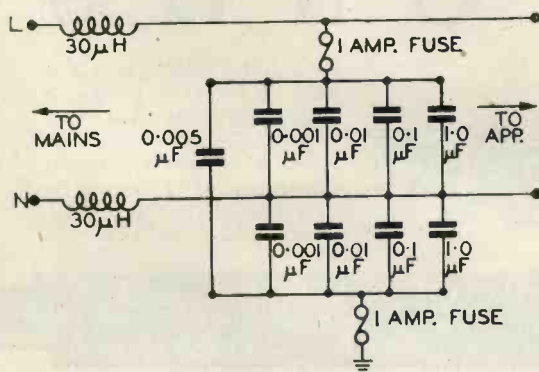 L
30μH
1 AMP. FUSE
TO
MAINS
0·005
μF
0·001
μF
0·01
μF
0·1
μF
1·0
μF
TO
APP.
N
30μH
0·001
μF
0·01
μF
0·1
μF
1·0
μF
1 AMP. FUSE